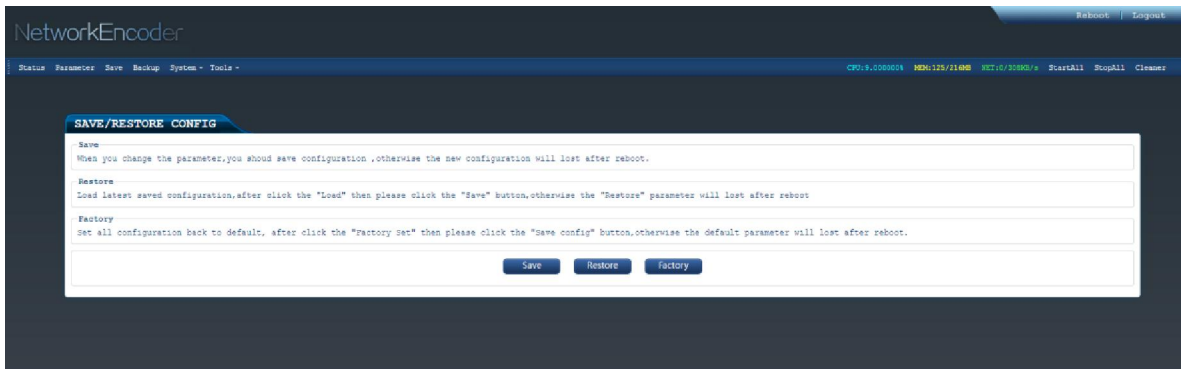 Reboot | Logout
NetworkEncoder
Status Parameter Save Backup System Tools CPU:9.000000% MEM:125/216MB NET:0/308KB/s StartAll StopAll Cleaner
SAVE/RESTORE CONFIG
Save
When you change the parameter,you shoud save configuration ,otherwise the new configuration will lost after reboot.
Restore
Load latest saved configuration,after click the "Load" then please click the "Save" button,otherwise the "Restore" parameter will lost after reboot
Factory
Set all configuration back to default, after click the "Factory Set" then please click the "Save config" button,otherwise the default parameter will lost after reboot.
Save Restore Factory